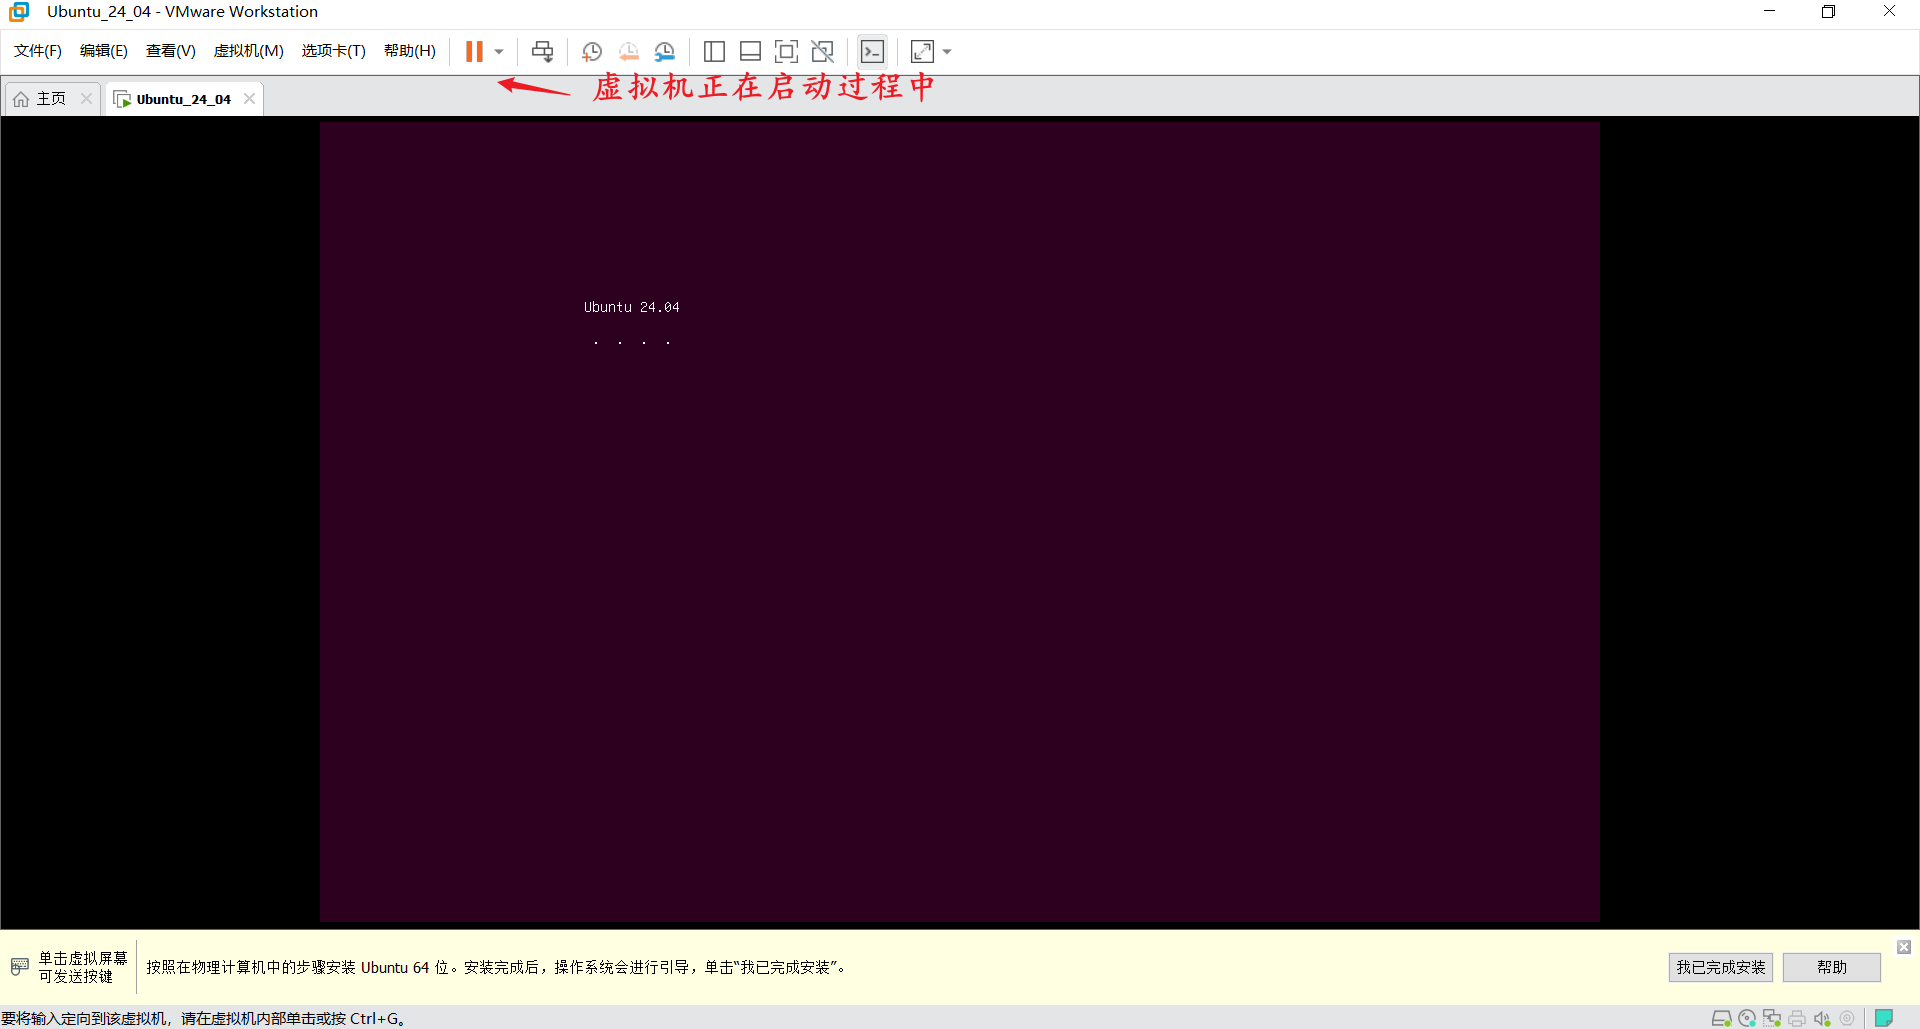 Ubuntu_24_04 - VMware Workstation
文件(F) 编辑(E) 查看(V) 虚拟机(M) 选项卡(T) 帮助(H)
虚拟机正在启动过程中
主页 Ubuntu_24_04
Ubuntu 24.04
. . . .
单击虚拟屏幕
可发送按键
按照在物理计算机中的步骤安装 Ubuntu 64 位。安装完成后，操作系统会进行引导，单击“我已完成安装”。
我已完成安装 帮助
要将输入定向到该虚拟机，请在虚拟机内部单击或按 Ctrl+G。